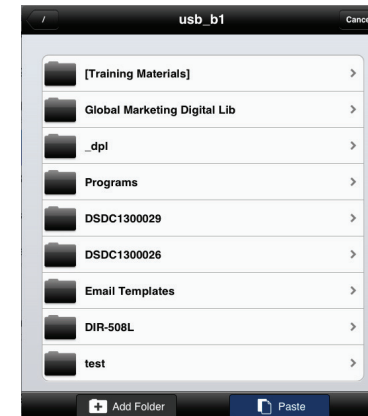 / usb_b1 Cance
[Training Materials]
Global Marketing Digital Lib
_dpl
Programs
DSDC1300029
DSDC1300026
Email Templates
DIR-508L
test
Add Folder Paste